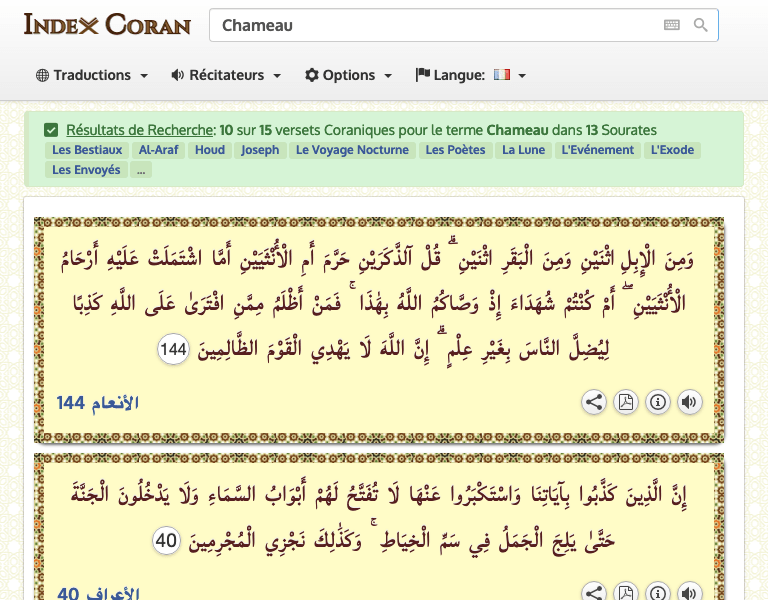 Index Coran
Chameau
Traductions Récitateurs Options Langue:
Résultats de Recherche: 10 sur 15 versets Coraniques pour le terme Chameau dans 13 Sourates
Les Bestiaux Al-Araf Houd Joseph Le Voyage Nocturne Les Poètes La Lune L'Evénement L'Exode
Les Envoyés ...
وَمِنَ الْإِبِلِ اثْنَيْنِ وَمِنَ الْبَقَرِ اثْنَيْنِ ۗ قُلْ آلذَّكَرَيْنِ حَرَّمَ أَمِ الْأُنْثَيَيْنِ أَمَّا اشْتَمَلَتْ عَلَيْهِ أَرْحَامُ
الْأُنْثَيَيْنِ ۖ أَمْ كُنْتُمْ شُهَدَاءَ إِذْ وَصَّاكُمُ اللَّهُ بِهَٰذَا ۚ فَمَنْ أَظْلَمُ مِمَّنِ افْتَرَىٰ عَلَى اللَّهِ كَذِبًا
لِيُضِلَّ النَّاسَ بِغَيْرِ عِلْمٍ ۗ إِنَّ اللَّهَ لَا يَهْدِي الْقَوْمَ الظَّالِمِينَ 144
الأنعام 144
إِنَّ الَّذِينَ كَذَّبُوا بِآيَاتِنَا وَاسْتَكْبَرُوا عَنْهَا لَا تُفَتَّحُ لَهُمْ أَبْوَابُ السَّمَاءِ وَلَا يَدْخُلُونَ الْجَنَّةَ
حَتَّىٰ يَلِجَ الْجَمَلُ فِي سَمِّ الْخِيَاطِ ۚ وَكَذَٰلِكَ نَجْزِي الْمُجْرِمِينَ 40
الأعراف 40